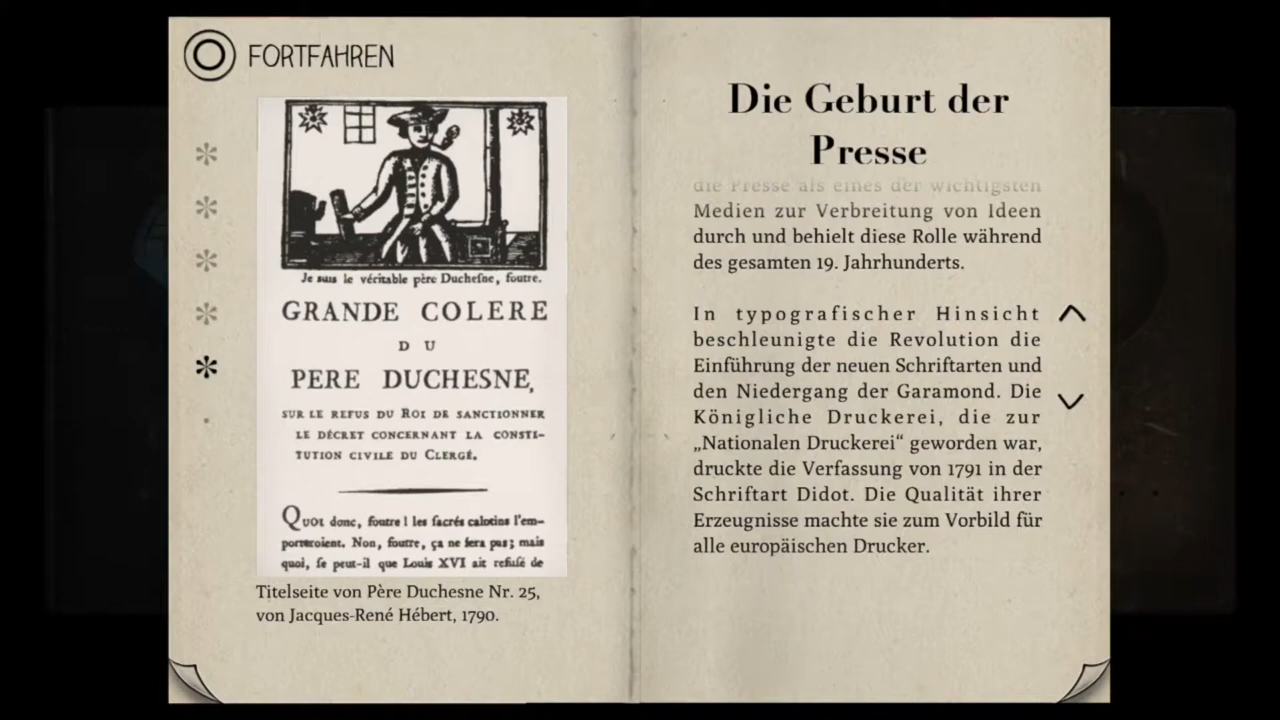 FORTFAHREN
Je suis le véritable père Ducheſne, foutre.
GRANDE COLERE
DU
PERE DUCHESNE,
SUR LE REFUS DU ROI DE SANCTIONNER
LE DÉCRET CONCERNANT LA CONSTI-
TUTION CIVILE DU CLERGÉ.
QUOI donc, foutre ! les ſacrés calotins l'em-
porteroient. Non, foutre, ça ne ſera pas; mais
quoi, ſe peut-il que Louis XVI ait refuſé de
Titelseite von Père Duchesne Nr. 25,
von Jacques-René Hébert, 1790.
Die Geburt der
Presse
die Presse als eines der wichtigsten
Medien zur Verbreitung von Ideen
durch und behielt diese Rolle während
des gesamten 19. Jahrhunderts.
In typografischer Hinsicht
beschleunigte die Revolution die
Einführung der neuen Schriftarten und
den Niedergang der Garamond. Die
Königliche Druckerei, die zur
„Nationalen Druckerei“ geworden war,
druckte die Verfassung von 1791 in der
Schriftart Didot. Die Qualität ihrer
Erzeugnisse machte sie zum Vorbild für
alle europäischen Drucker.